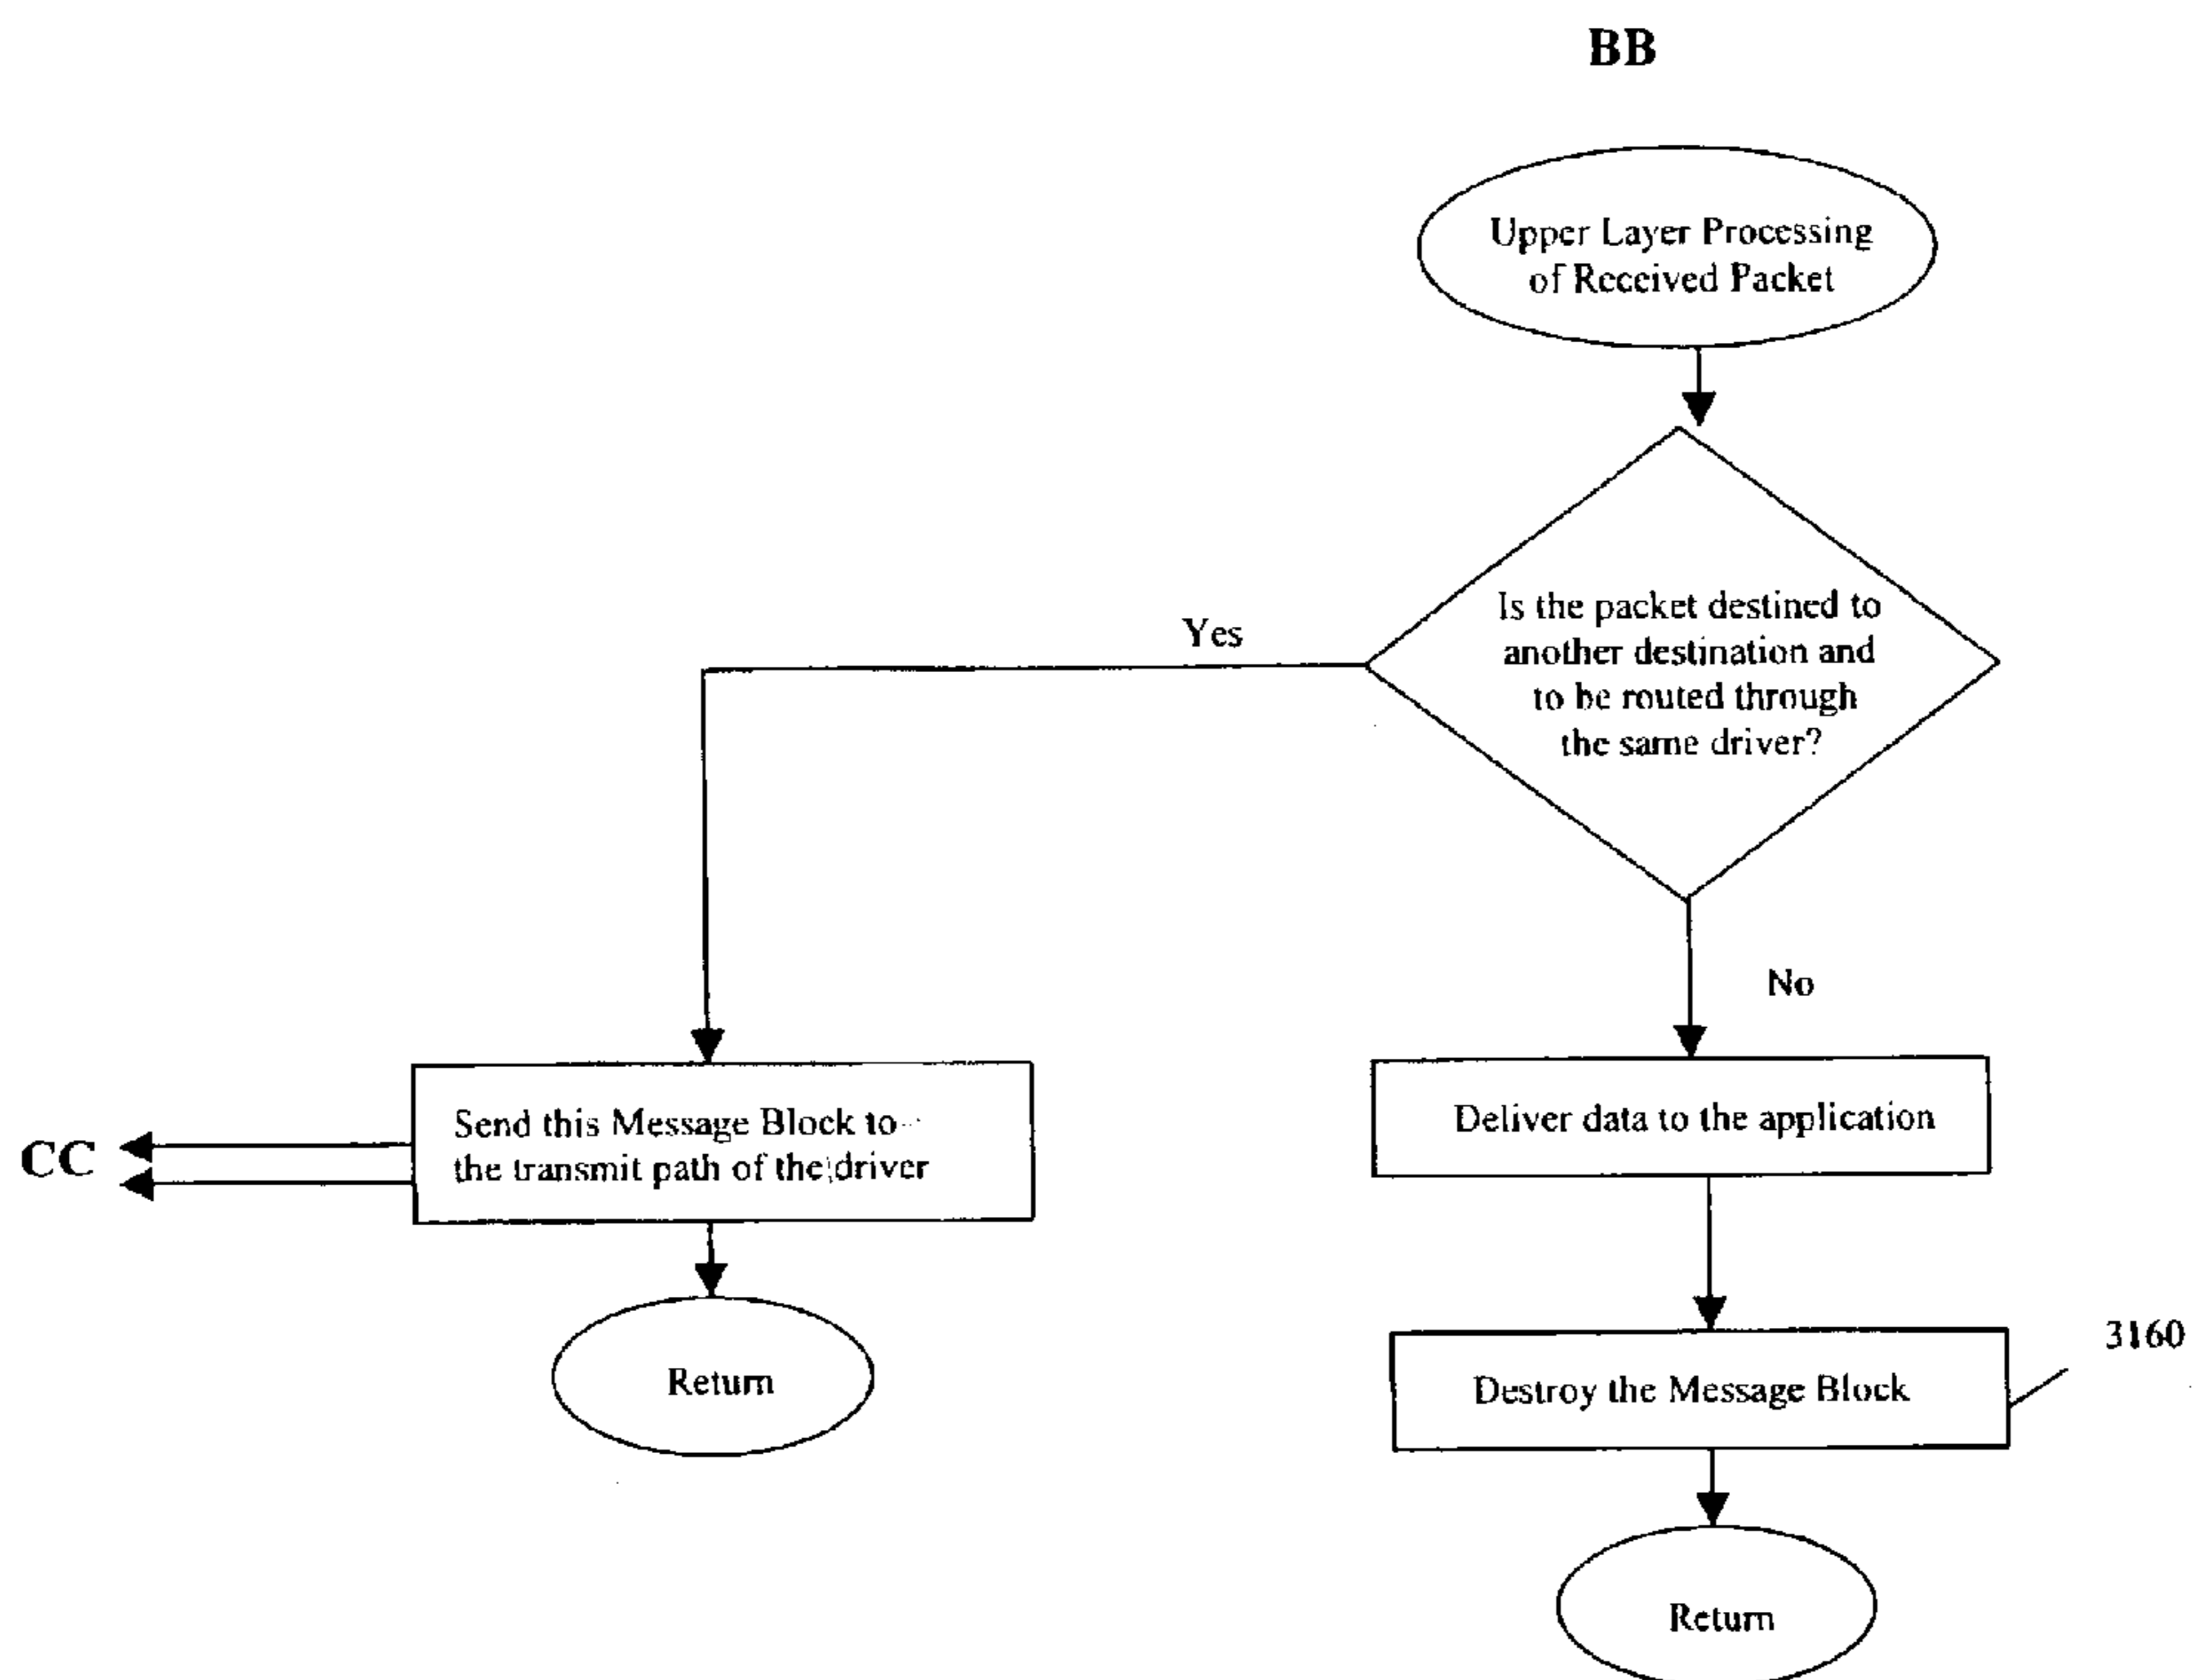 BB
Upper Layer Processing
of Received Packet
Is the packet destined to
another destination and
to be routed through
the same driver?
Yes
No
Send this Message Block to
the transmit path of the driver
CC
Deliver data to the application
Return
Destroy the Message Block
3160
Return